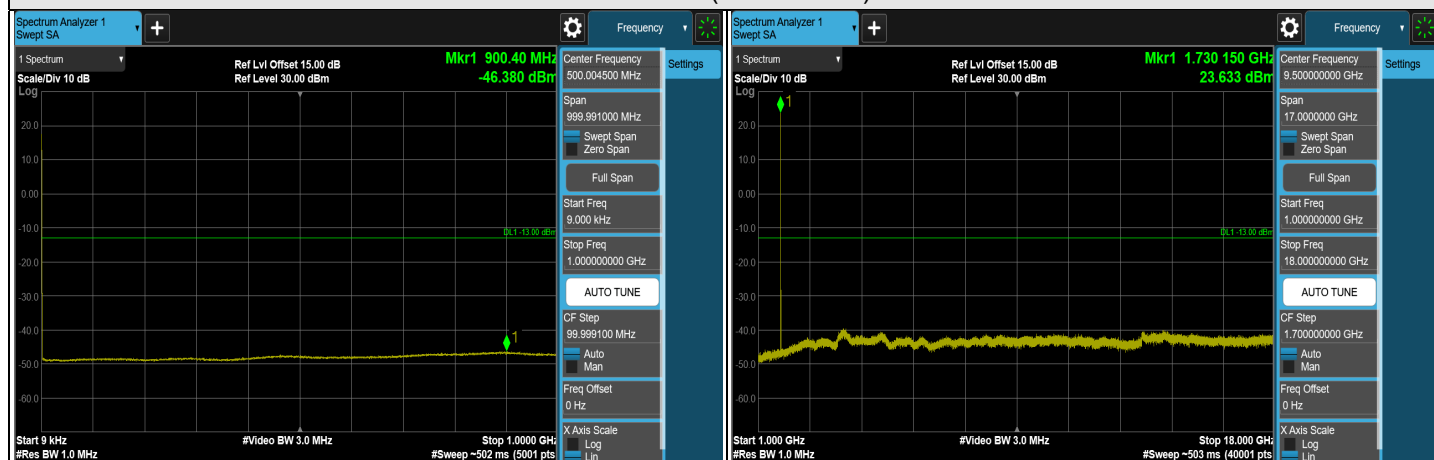 Spectrum Analyzer 1
Swept SA
+
Frequency
1 Spectrum
Scale/Div 10 dB
Ref Lvl Offset 15.00 dB
Ref Level 30.00 dBm
Mkr1 900.40 MHz
-46.380 dBm
Log
20.0
10.0
0.00
-10.0
-20.0
-30.0
-40.0
-50.0
-60.0
DL1 -13.00 dBm
1
Start 9 kHz
#Res BW 1.0 MHz
#Video BW 3.0 MHz
Stop 1.0000 GHz
#Sweep ~502 ms (5001 pts
Center Frequency
500.004500 MHz
Settings
Span
999.991000 MHz
Swept Span
Zero Span
Full Span
Start Freq
9.000 kHz
Stop Freq
1.000000000 GHz
AUTO TUNE
CF Step
99.999100 MHz
Auto
Man
Freq Offset
0 Hz
X Axis Scale
Log
Lin
Spectrum Analyzer 1
Swept SA
+
Frequency
1 Spectrum
Scale/Div 10 dB
Ref Lvl Offset 15.00 dB
Ref Level 30.00 dBm
Mkr1 1.730 150 GHz
23.633 dBm
Log
1
20.0
10.0
0.00
-10.0
-20.0
-30.0
-40.0
-50.0
-60.0
DL1 -13.00 dBm
Start 1.000 GHz
#Res BW 1.0 MHz
#Video BW 3.0 MHz
Stop 18.000 GHz
#Sweep ~503 ms (40001 pts
Center Frequency
9.500000000 GHz
Settings
Span
17.0000000 GHz
Swept Span
Zero Span
Full Span
Start Freq
1.000000000 GHz
Stop Freq
18.000000000 GHz
AUTO TUNE
CF Step
1.700000000 GHz
Auto
Man
Freq Offset
0 Hz
X Axis Scale
Log
Lin